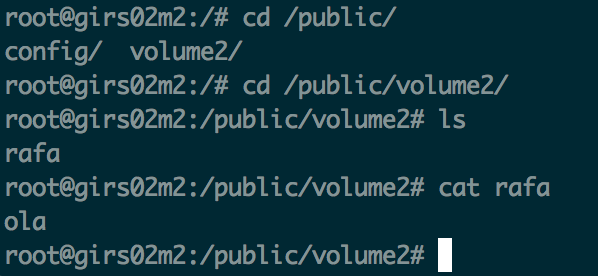 root@girs02m2:/# cd /public/
config/  volume2/
root@girs02m2:/# cd /public/volume2/
root@girs02m2:/public/volume2# ls
rafa
root@girs02m2:/public/volume2# cat rafa
ola
root@girs02m2:/public/volume2#